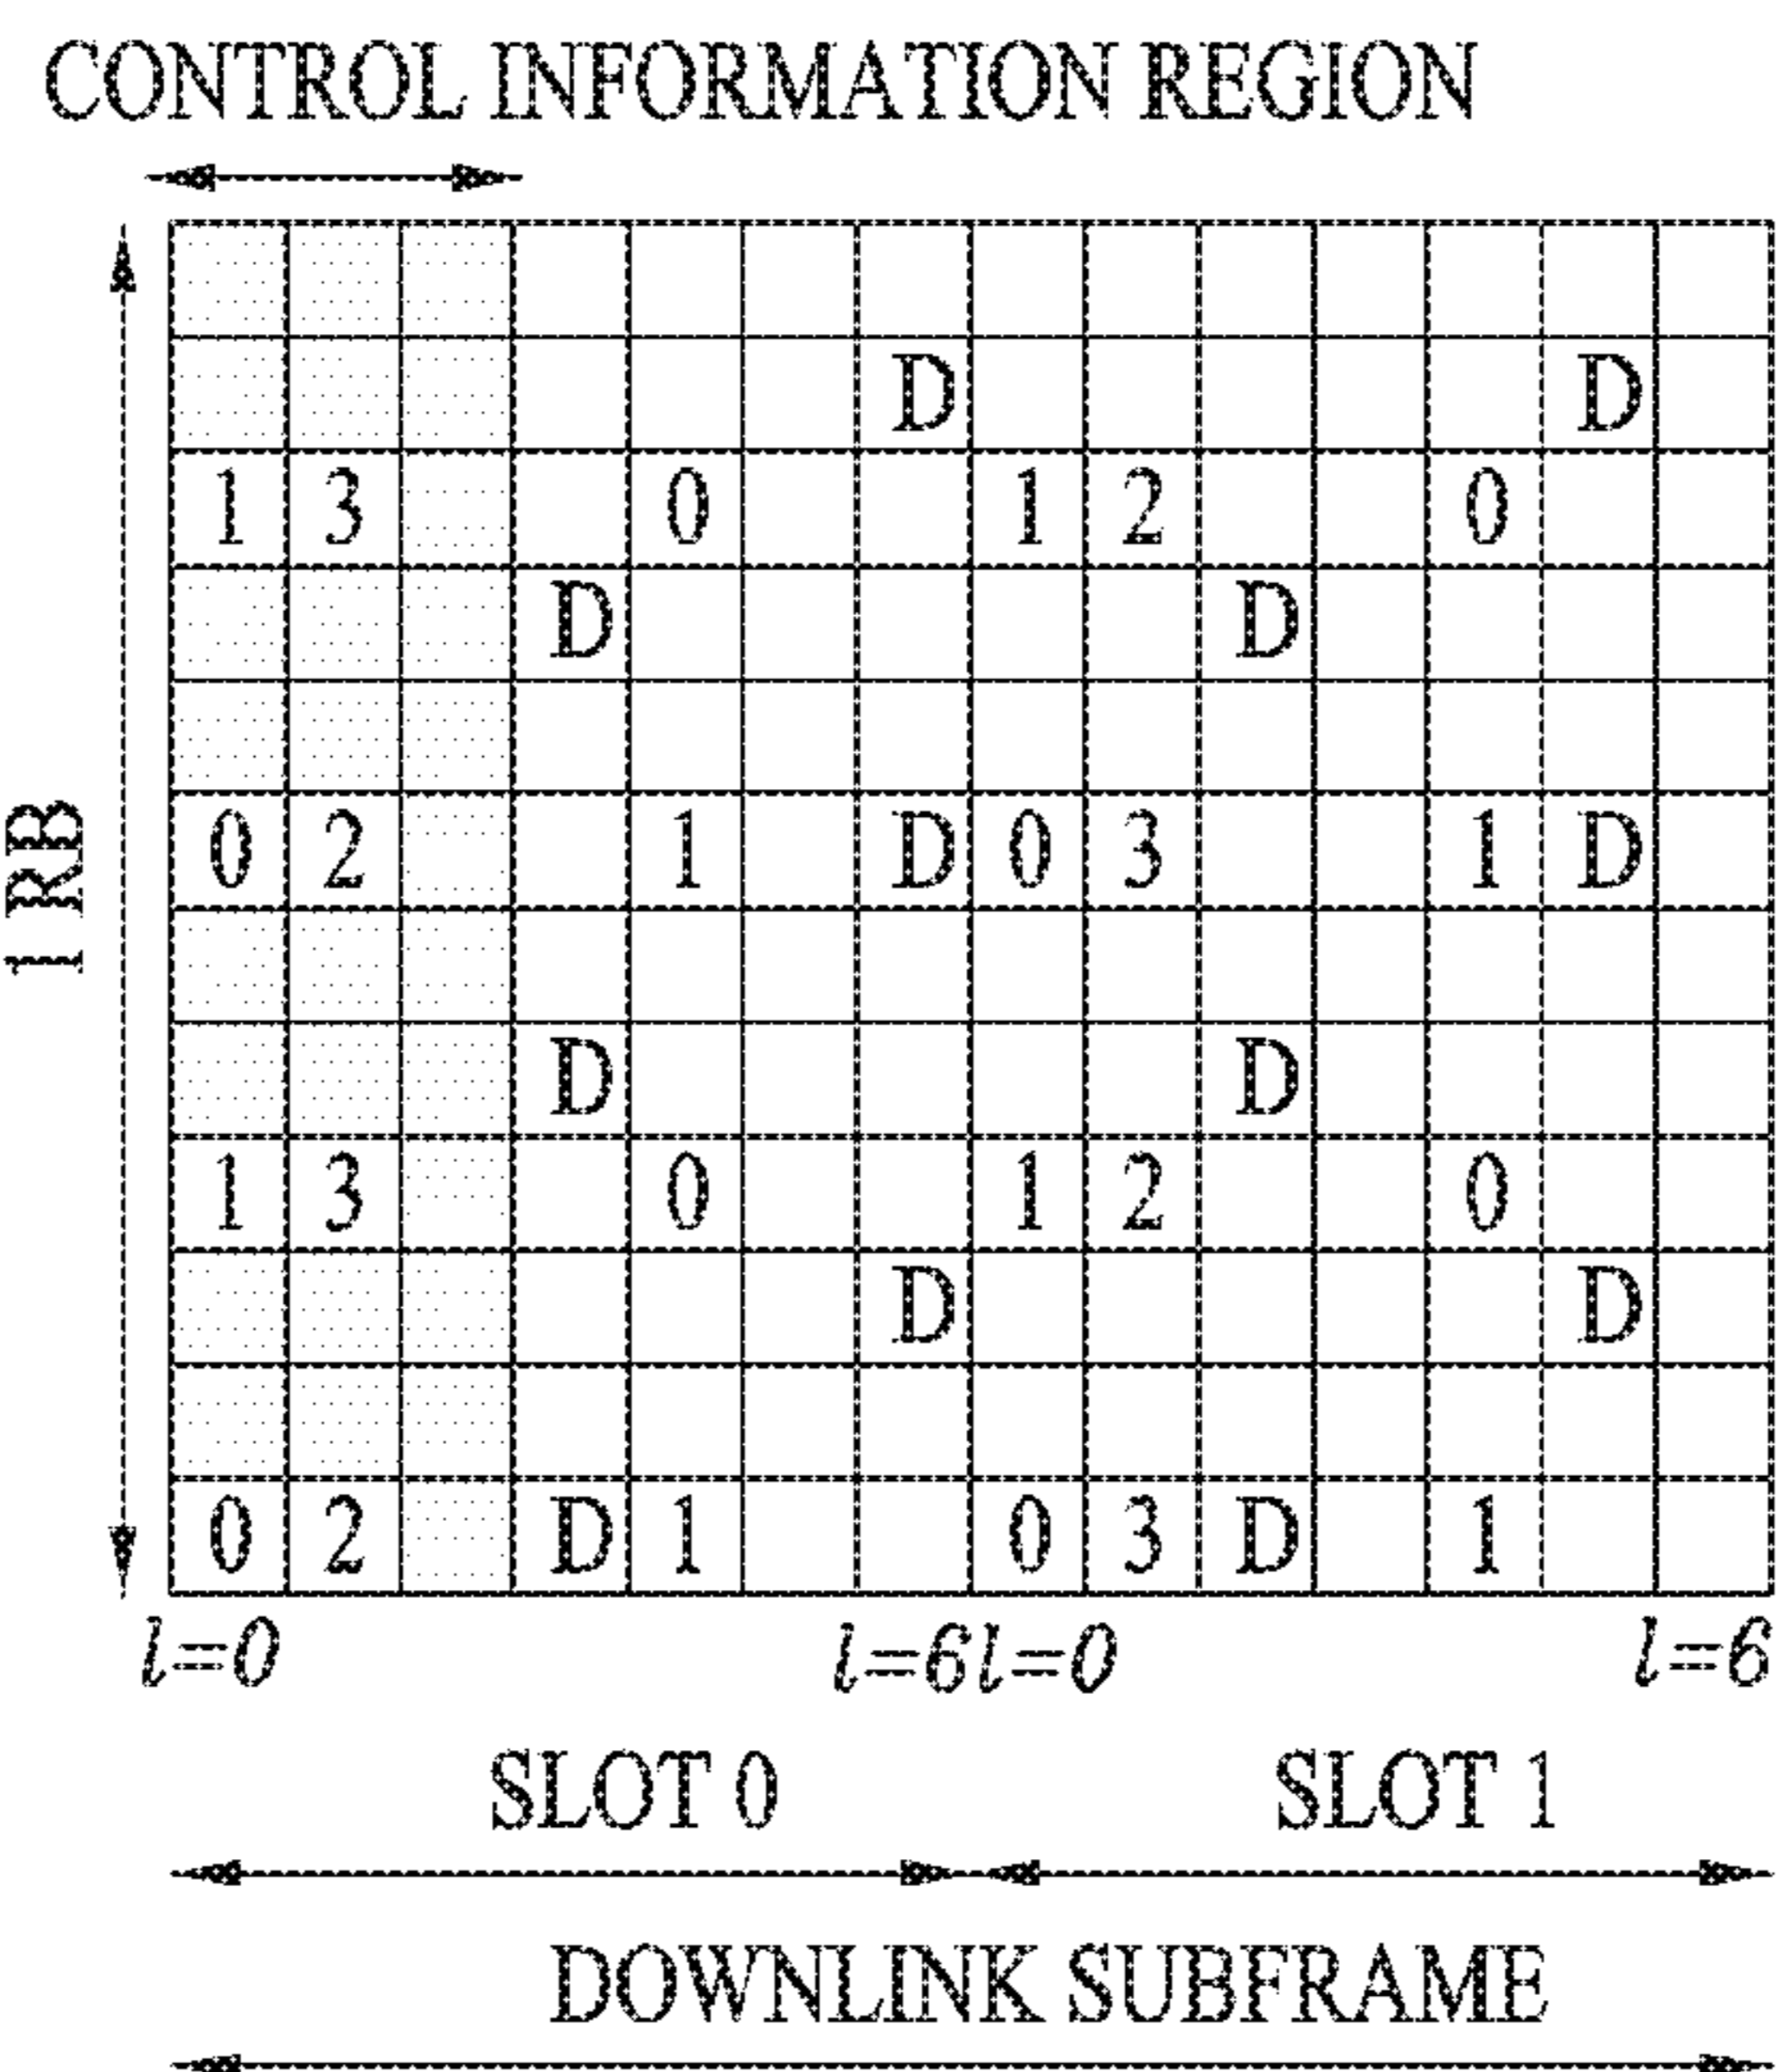 CONTROL INFORMATION REGION
D D
1 3 0 1 2 0
D D
1 RB
0 2 1 D 0 3 1 D
D D
1 3 0 1 2 0
D D
0 2 D 1 0 3 D 1
l=0 l=6 l=0 l=6
SLOT 0 SLOT 1
DOWNLINK SUBFRAME